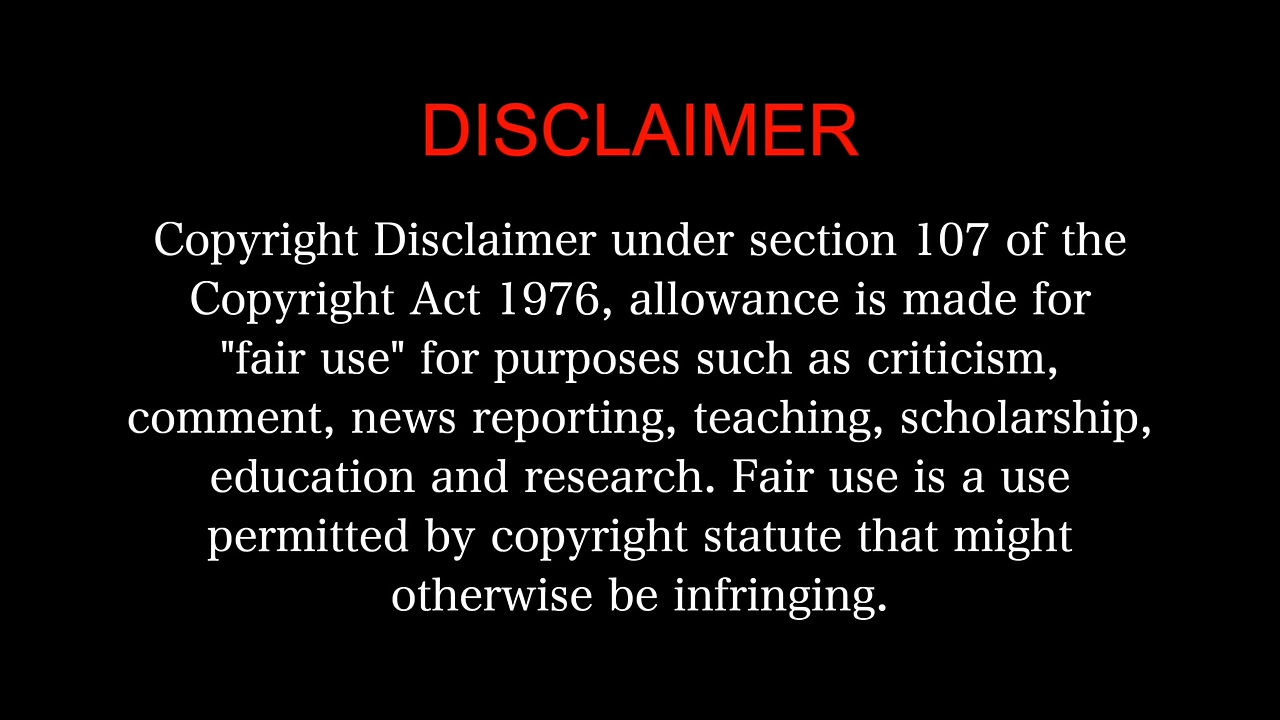 DISCLAIMER
Copyright Disclaimer under section 107 of the
Copyright Act 1976, allowance is made for
"fair use" for purposes such as criticism,
comment, news reporting, teaching, scholarship,
education and research. Fair use is a use
permitted by copyright statute that might
otherwise be infringing.